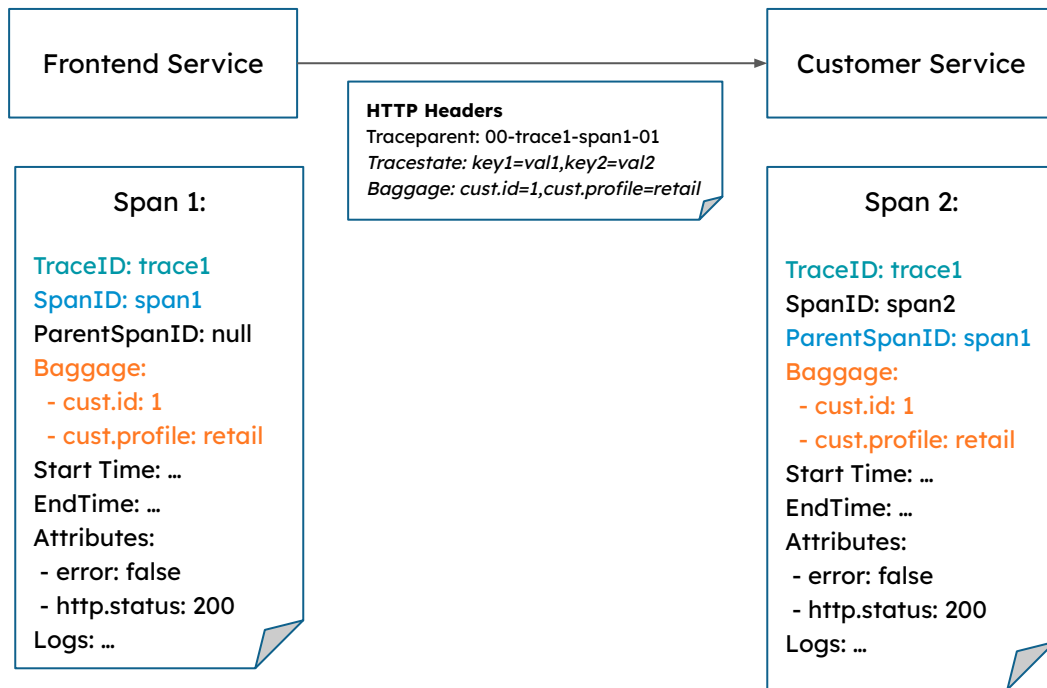 Frontend Service
Customer Service
HTTP Headers
Traceparent: 00-trace1-span1-01
Tracestate: key1=val1,key2=val2
Baggage: cust.id=1,cust.profile=retail
Span 1:
TraceID: trace1
SpanID: span1
ParentSpanID: null
Baggage:
- cust.id: 1
- cust.profile: retail
Start Time: ...
EndTime: ...
Attributes:
- error: false
- http.status: 200
Logs: ...
Span 2:
TraceID: trace1
SpanID: span2
ParentSpanID: span1
Baggage:
- cust.id: 1
- cust.profile: retail
Start Time: ...
EndTime: ...
Attributes:
- error: false
- http.status: 200
Logs: ...